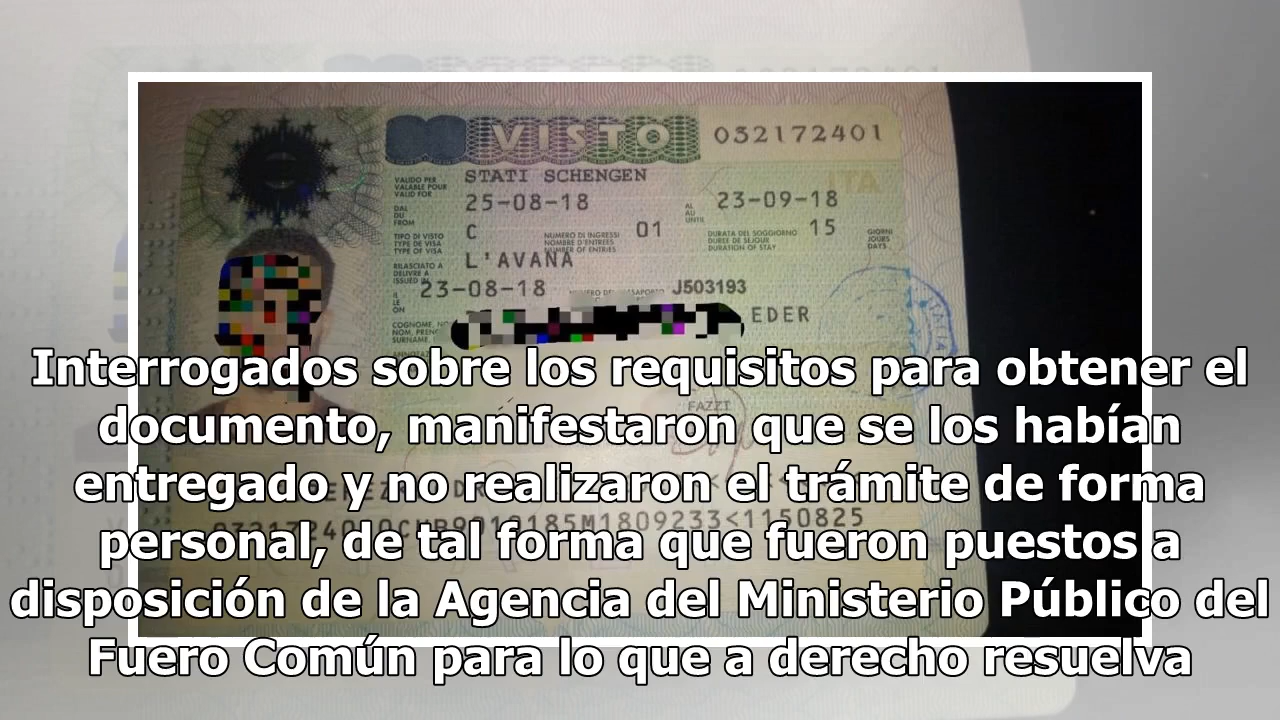 VISTO 032172401
VALIDO PER
VALABLE POUR
VALID FOR
STATI SCHENGEN
DAL
DU
FROM
25-08-18
AL
AU
UNTIL
23-09-18
TIPO DI VISTO
TYPE DE VISA
TYPE OF VISA
C
NUMERO DI INGRESSI
NOMBRE D'ENTREES
NUMBER OF ENTRIES
01
DURATA DEL SOGGIORNO
DUREE DE SEJOUR
DURATION OF STAY
15
GIORNI
JOURS
DAYS
RILASCIATO A
DELIVRE A
ISSUED IN
L'AVANA
IL
LE
ON
23-08-18
J503193
COGNOME,
SURNAME,
EDER
FAZZI
Interrogados sobre los requisitos para obtener el
documento, manifestaron que se los habían
entregado y no realizaron el trámite de forma
personal, de tal forma que fueron puestos a
disposición de la Agencia del Ministerio Público del
Fuero Común para lo que a derecho resuelva